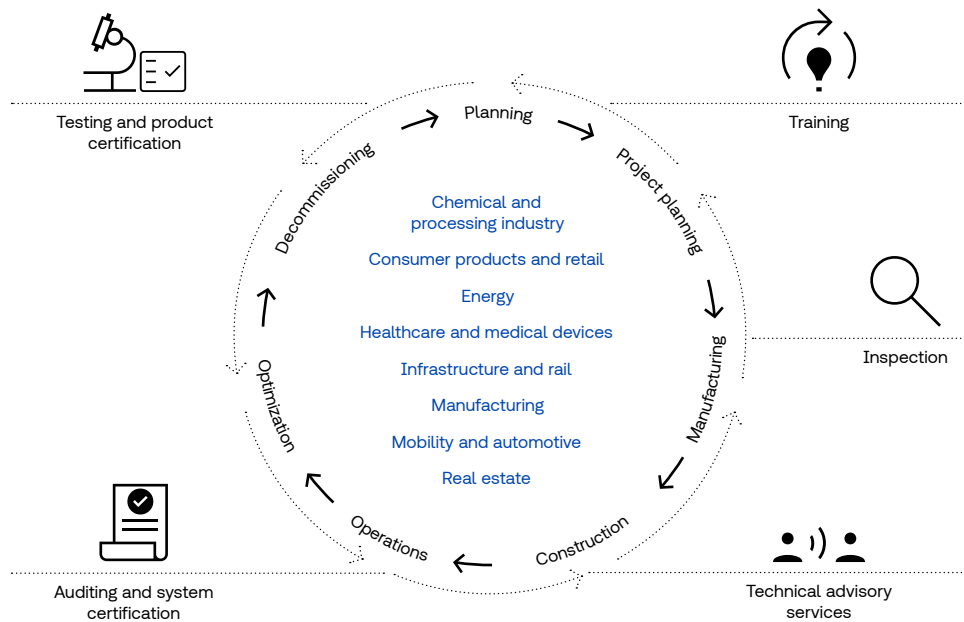 Testing and product
certification
Training
Planning
Project planning
Decommissioning
Chemical and
processing industry
Consumer products and retail
Energy
Healthcare and medical devices
Infrastructure and rail
Manufacturing
Mobility and automotive
Real estate
Manufacturing
Inspection
Optimization
Operations
Construction
Auditing and system
certification
Technical advisory
services